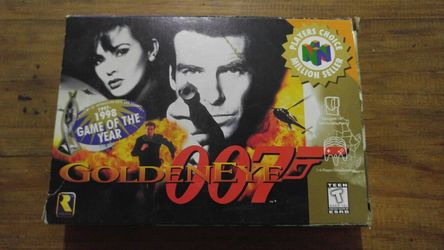 PLAYERS CHOICE
MILLION SELLER
1998
GAME OF THE
YEAR
GOLDENEYE
007
R
TEEN
T
ESRB